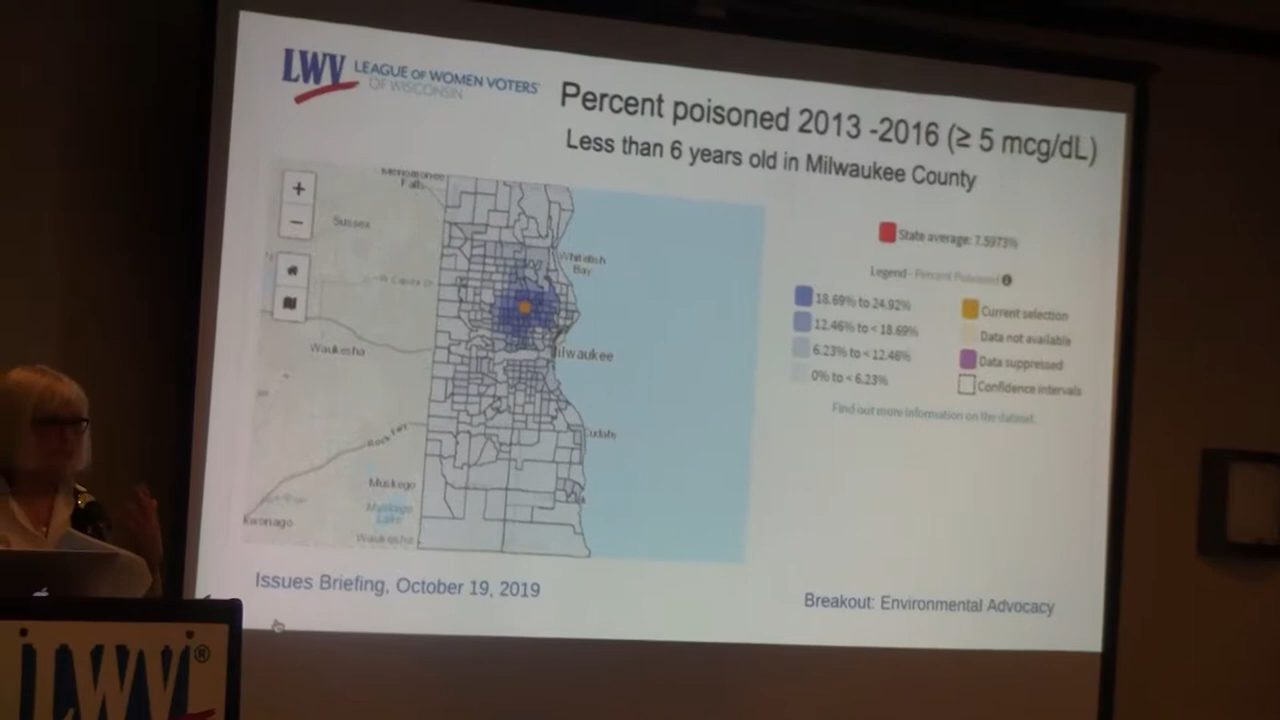 LWV LEAGUE OF WOMEN VOTERS®
OF WISCONSIN
Percent poisoned 2013 -2016 (≥ 5 mcg/dL)
Less than 6 years old in Milwaukee County
+
−
Menomonee
Falls
Sussex
Whitefish
Bay
Waukesha
ilwaukee
Cudahy
Muskego
Muskego
Lake
Waukesha
kwonago
State average: 7.5973%
Legend - Percent Poisoned
18.69% to 24.92%
12.46% to < 18.69%
6.23% to < 12.46%
0% to < 6.23%
Current selection
Data not available
Data suppressed
Confidence intervals
Find out more information on the dataset.
Issues Briefing, October 19, 2019
Breakout: Environmental Advocacy
LWV®